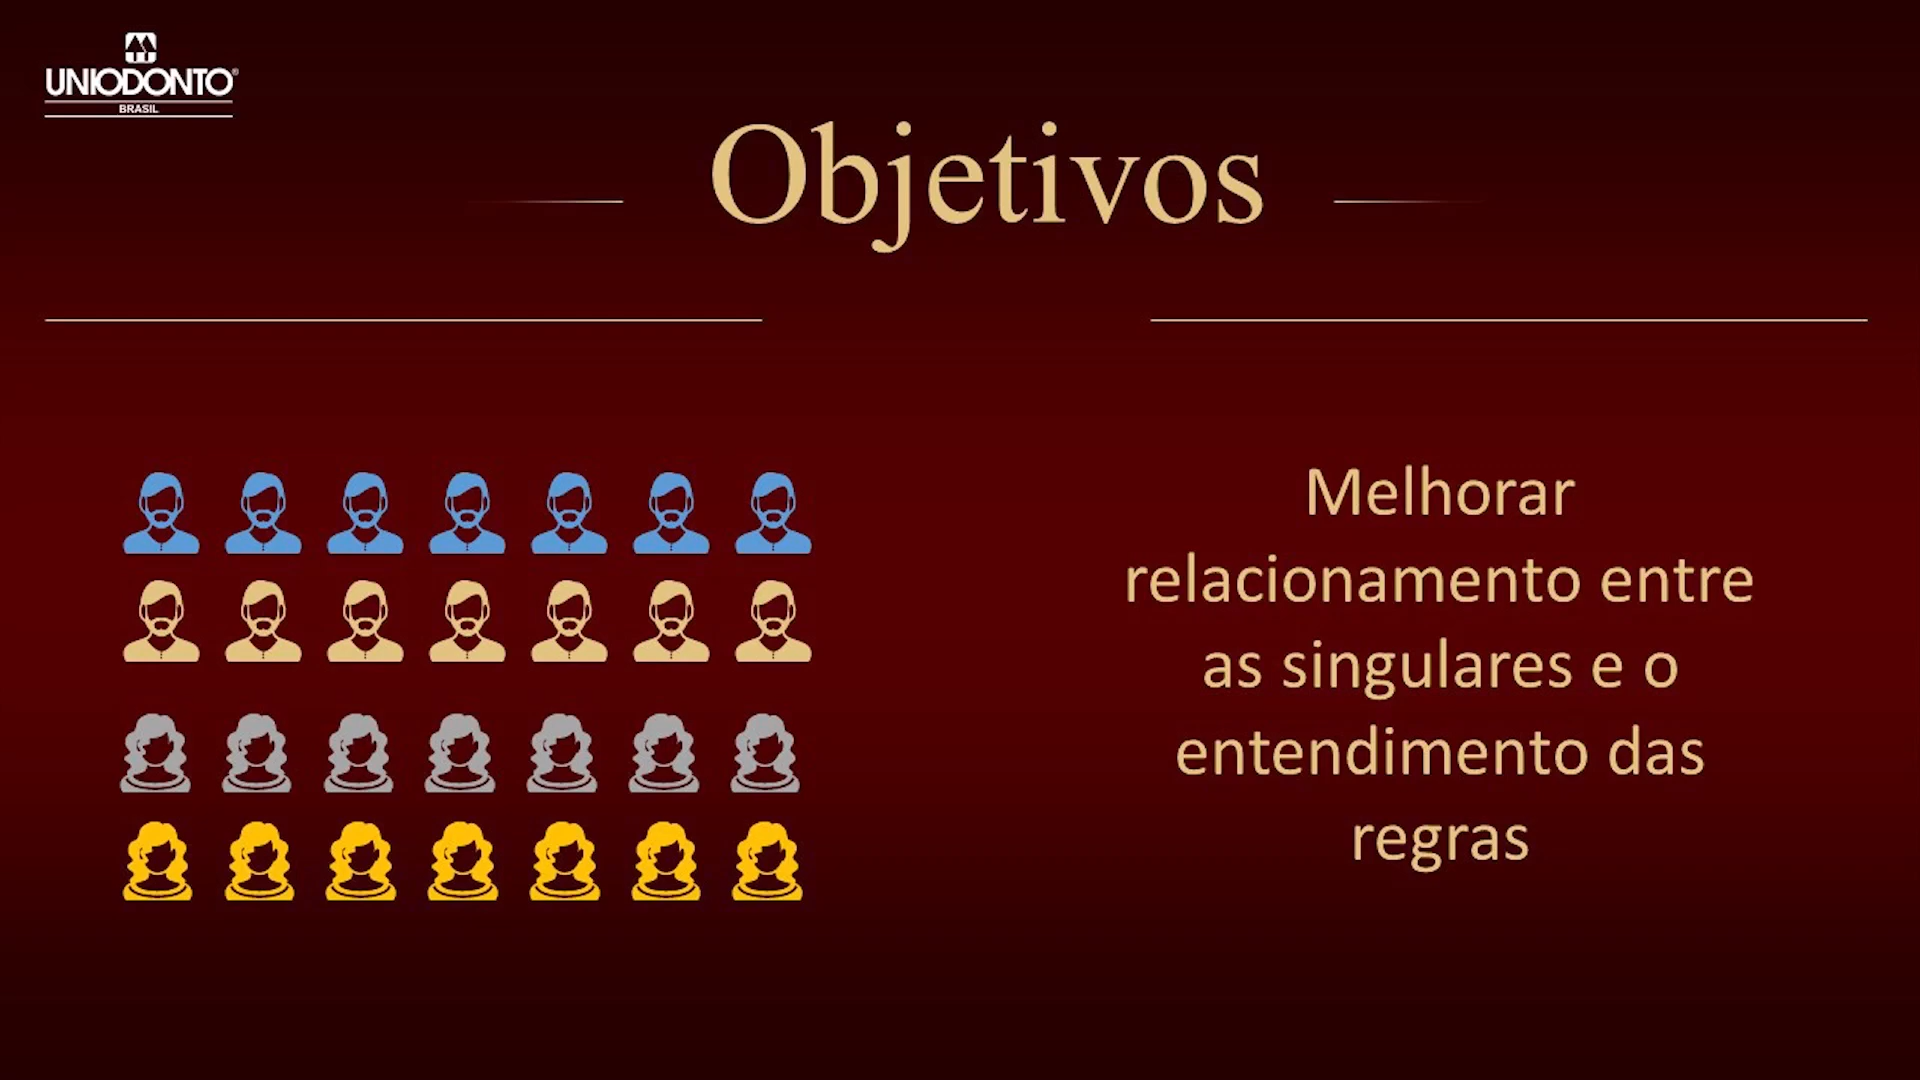 UNIODONTO®
BRASIL
Objetivos
Melhorar
relacionamento entre
as singulares e o
entendimento das
regras